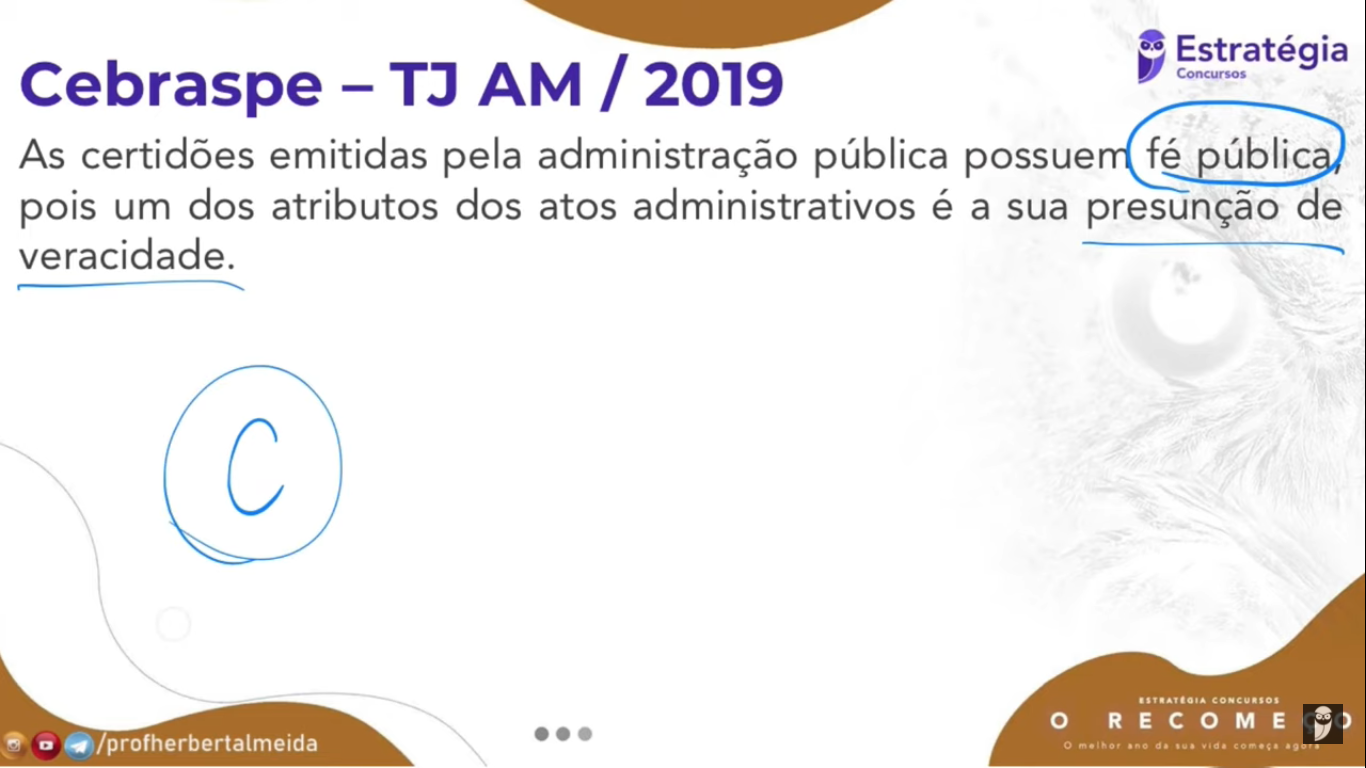 Estratégia
Concursos
Cebraspe – TJ AM / 2019
As certidões emitidas pela administração pública possuem fé pública,
pois um dos atributos dos atos administrativos é a sua presunção de
veracidade.
C
ESTRATÉGIA CONCURSOS
O RECOMEÇO
O melhor ano da sua vida começa agora
/profherbertalmeida